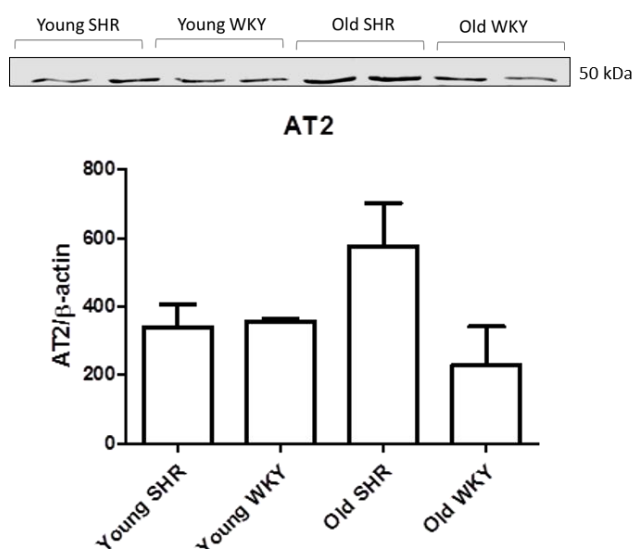 Young SHR Young WKY Old SHR Old WKY
50 kDa
AT2
AT2/β-actin
800
600
400
200
0
Young SHR
Young WKY
Old SHR
Old WKY